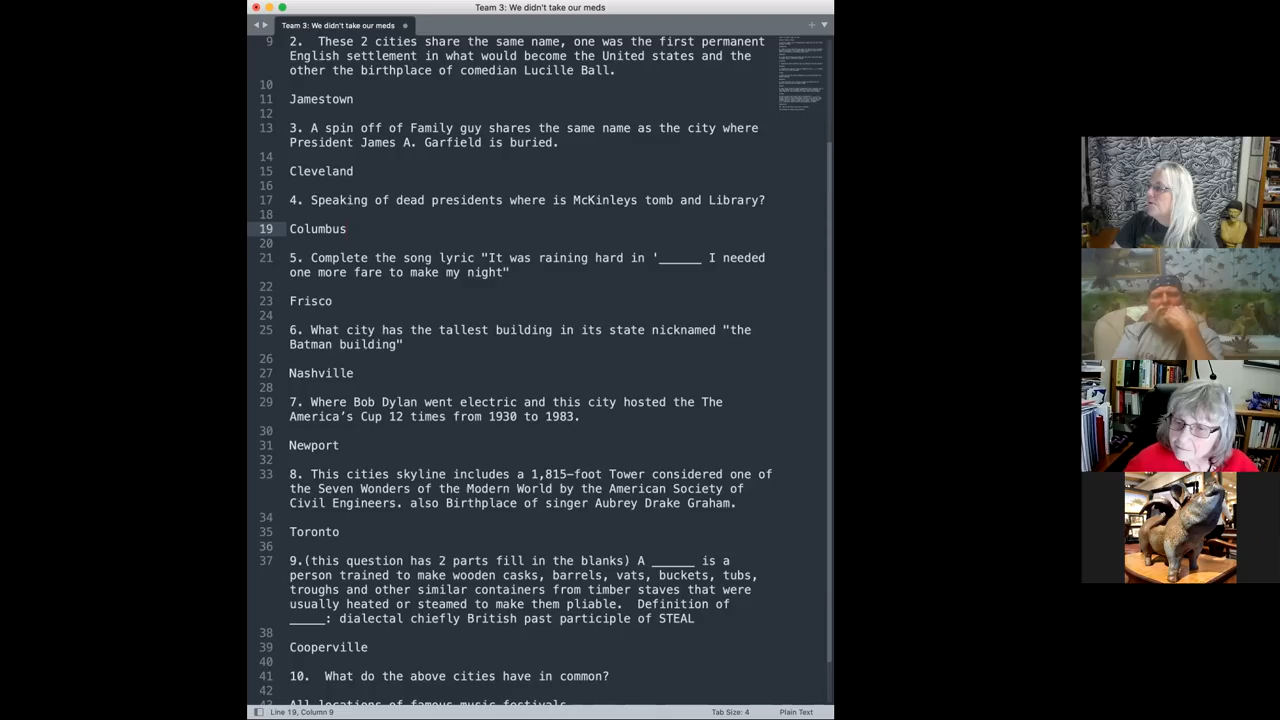 Team 3: We didn't take our meds
Team 3: We didn't take our meds
9 2.  These 2 cities share the same name, one was the first permanent
English settlement in what would become the United states and the
other the birthplace of comedian Lucille Ball.
10
11 Jamestown
12
13 3. A spin off of Family guy shares the same name as the city where
President James A. Garfield is buried.
14
15 Cleveland
16
17 4. Speaking of dead presidents where is McKinleys tomb and Library?
18
19 Columbus
20
21 5. Complete the song lyric "It was raining hard in '______ I needed
one more fare to make my night"
22
23 Frisco
24
25 6. What city has the tallest building in its state nicknamed "the
Batman building"
26
27 Nashville
28
29 7. Where Bob Dylan went electric and this city hosted the The
America’s Cup 12 times from 1930 to 1983.
30
31 Newport
32
33 8. This cities skyline includes a 1,815-foot Tower considered one of
the Seven Wonders of the Modern World by the American Society of
Civil Engineers. also Birthplace of singer Aubrey Drake Graham.
34
35 Toronto
36
37 9.(this question has 2 parts fill in the blanks) A ______ is a
person trained to make wooden casks, barrels, vats, buckets, tubs,
troughs and other similar containers from timber staves that were
usually heated or steamed to make them pliable.  Definition of
_____: dialectal chiefly British past participle of STEAL
38
39 Cooperville
40
41 10.  What do the above cities have in common?
42
43 All locations of famous music festivals
Line 19, Column 9
Tab Size: 4
Plain Text